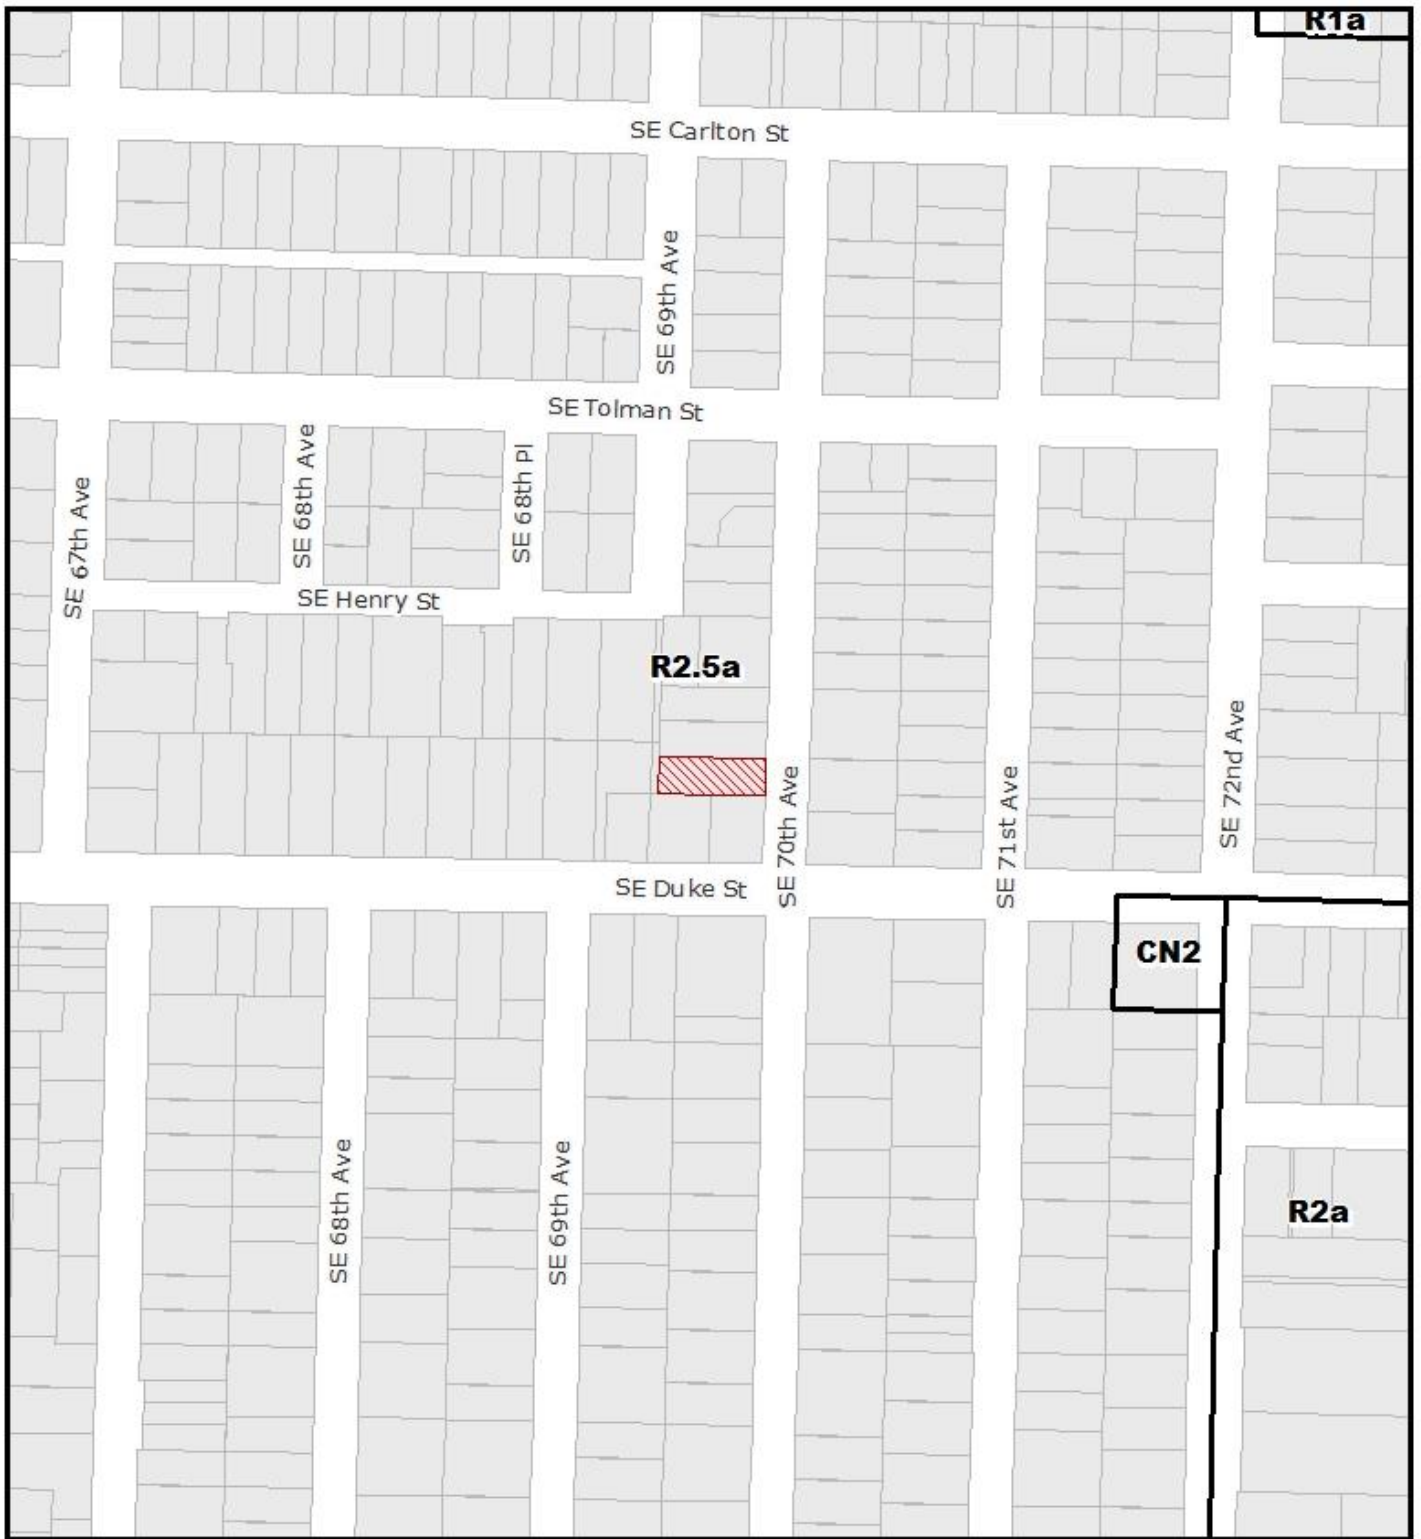 R1a
SE Carlton St
SE 69th Ave
SE Tolman St
SE 68th Ave
SE 68th Pl
SE 67th Ave
SE Henry St
R2.5a
SE 72nd Ave
SE 70th Ave
SE 71st Ave
SE Duke St
CN2
SE 68th Ave
SE 69th Ave
R2a